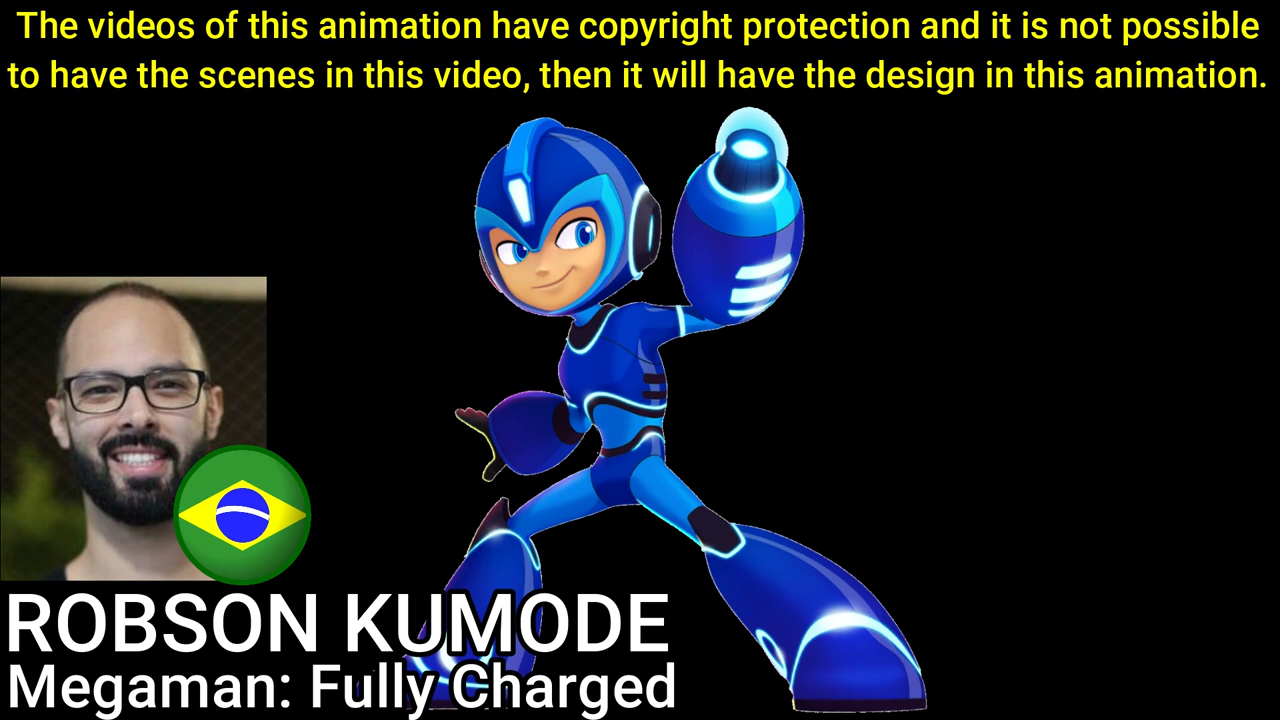 The videos of this animation have copyright protection and it is not possible
to have the scenes in this video, then it will have the design in this animation.
ROBSON KUMODE
Megaman: Fully Charged